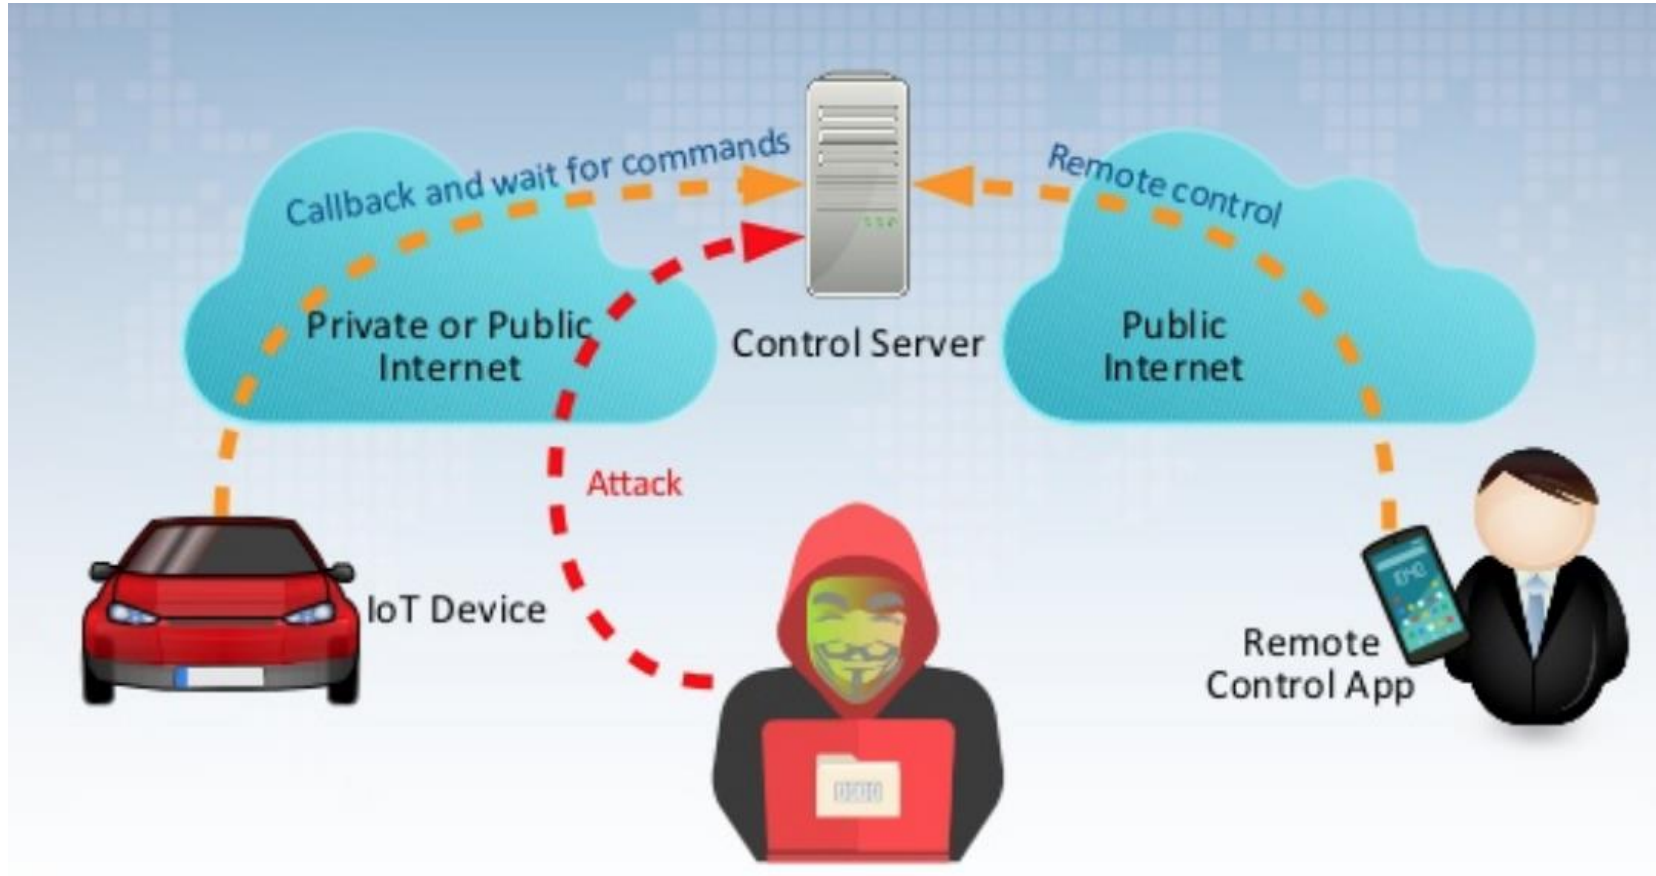 Callback and wait for commands
Remote control
Private or Public
Internet
Control Server
Public
Internet
Attack
IoT Device
Remote
Control App